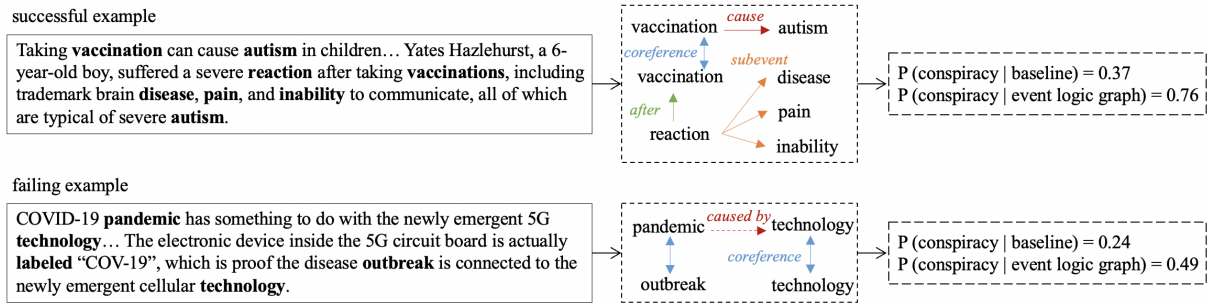 successful example
Taking vaccination can cause autism in children… Yates Hazlehurst, a 6-
year-old boy, suffered a severe reaction after taking vaccinations, including
trademark brain disease, pain, and inability to communicate, all of which
are typical of severe autism.
vaccination cause autism
coreference
vaccination subevent disease
after pain
reaction inability
P (conspiracy | baseline) = 0.37
P (conspiracy | event logic graph) = 0.76
failing example
COVID-19 pandemic has something to do with the newly emergent 5G
technology… The electronic device inside the 5G circuit board is actually
labeled “COV-19”, which is proof the disease outbreak is connected to the
newly emergent cellular technology.
pandemic caused by technology
coreference
outbreak technology
P (conspiracy | baseline) = 0.24
P (conspiracy | event logic graph) = 0.49